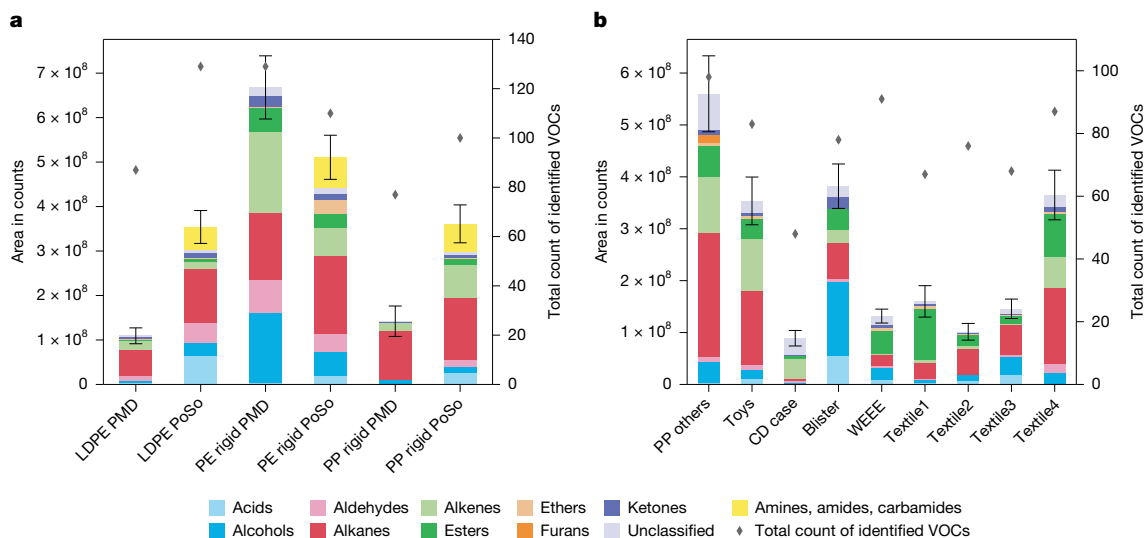 a
b
Area in counts
7 × 10⁸
6 × 10⁸
5 × 10⁸
4 × 10⁸
3 × 10⁸
2 × 10⁸
1 × 10⁸
0
140
120
100
80
60
40
20
0
Total count of identified VOCs
LDPE PMD
LDPE PoSo
PE rigid PMD
PE rigid PoSo
PP rigid PMD
PP rigid PoSo
Area in counts
6 × 10⁸
5 × 10⁸
4 × 10⁸
3 × 10⁸
2 × 10⁸
1 × 10⁸
0
100
80
60
40
20
0
Total count of identified VOCs
PP others
Toys
CD case
Blister
WEEE
Textile1
Textile2
Textile3
Textile4
Acids
Aldehydes
Alkenes
Ethers
Ketones
Amines, amides, carbamides
Alcohols
Alkanes
Esters
Furans
Unclassified
Total count of identified VOCs